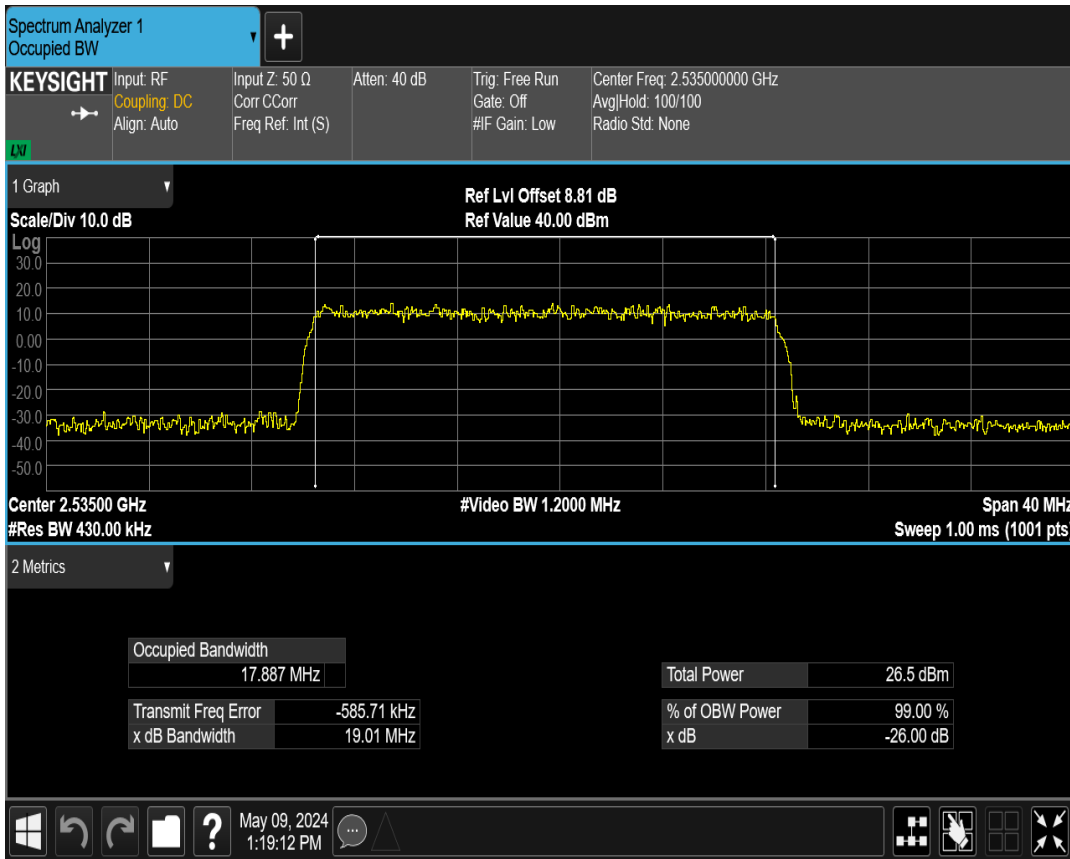 Spectrum Analyzer 1
Occupied BW
+
KEYSIGHT
LXI
Input: RF
Coupling: DC
Align: Auto
Input Z: 50 Ω
Corr CCorr
Freq Ref: Int (S)
Atten: 40 dB
Trig: Free Run
Gate: Off
#IF Gain: Low
Center Freq: 2.535000000 GHz
Avg|Hold: 100/100
Radio Std: None
1 Graph
Scale/Div 10.0 dB
Ref Lvl Offset 8.81 dB
Ref Value 40.00 dBm
Log
30.0
20.0
10.0
0.00
-10.0
-20.0
-30.0
-40.0
-50.0
Center 2.53500 GHz
#Video BW 1.2000 MHz
Span 40 MHz
#Res BW 430.00 kHz
Sweep 1.00 ms (1001 pts)
2 Metrics
Occupied Bandwidth
17.887 MHz
Total Power 26.5 dBm
Transmit Freq Error -585.71 kHz
% of OBW Power 99.00 %
x dB Bandwidth 19.01 MHz
x dB -26.00 dB
?
May 09, 2024
1:19:12 PM